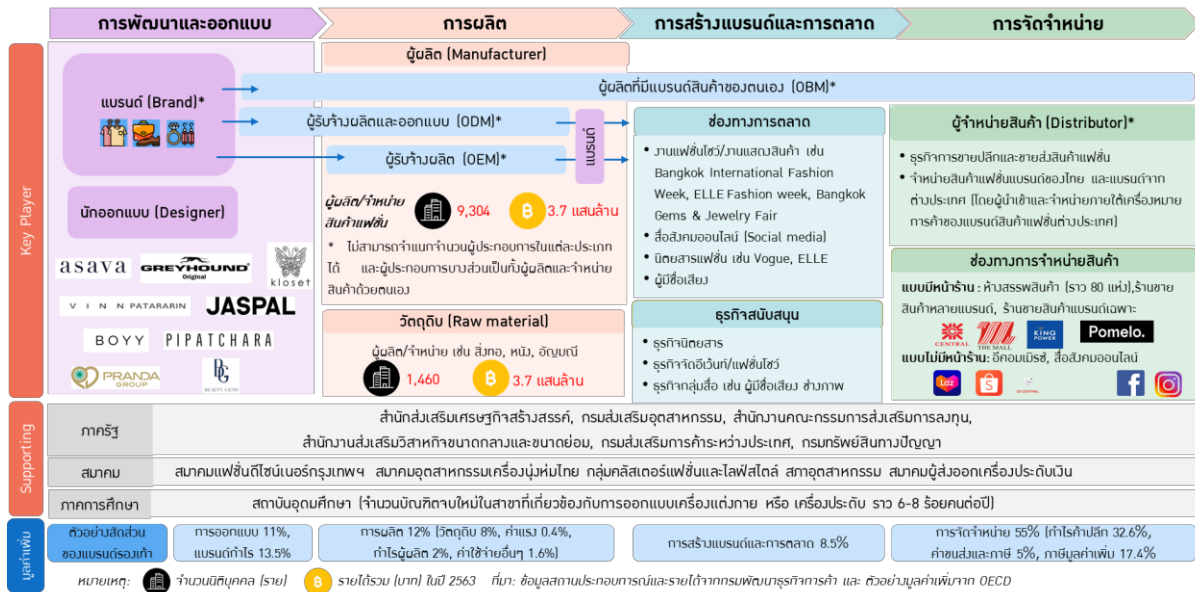 การพัฒนาและออกแบบ
การผลิต
การสร้างแบรนด์และการตลาด
การจัดจำหน่าย
Key Player
แบรนด์ (Brand)*
นักออกแบบ (Designer)
asava
GREYHOUND
Original
kloset
V I N N PATARARIN
JASPAL
BOYY
PIPATCHARA
PRANDA
GROUP
BEAUTY GEMS
ผู้ผลิต (Manufacturer)
ผู้ผลิตที่มีแบรนด์สินค้าของตนเอง (OBM)*
ผู้รับจ้างผลิตและออกแบบ (ODM)*
ผู้รับจ้างผลิต (OEM)*
แบรนด์
ผู้ผลิต/จำหน่าย
สินค้าแฟชั่น
9,304
฿
3.7 แสนล้าน
* ไม่สามารถจำแนกจำนวนผู้ประกอบการในแต่ละประเภท
ได้ และผู้ประกอบการบางส่วนเป็นทั้งผู้ผลิตและจำหน่าย
สินค้าด้วยตนเอง
วัตถุดิบ (Raw material)
ผู้ผลิต/จำหน่าย เช่น สิ่งทอ, หนัง, อัญมณี
1,460
฿
3.7 แสนล้าน
ช่องทางการตลาด
• งานแฟชั่นโชว์/งานแสดงสินค้า เช่น
Bangkok International Fashion
Week, ELLE Fashion week, Bangkok
Gems & Jewelry Fair
• สื่อสังคมออนไลน์ (Social media)
• นิตยสารแฟชั่น เช่น Vogue, ELLE
• ผู้มีชื่อเสียง
ธุรกิจสนับสนุน
• ธุรกิจนิตยสาร
• ธุรกิจจัดอีเว้นท์/แฟชั่นโชว์
• ธุรกิจกลุ่มสื่อ เช่น ผู้มีชื่อเสียง ช่างภาพ
ผู้จำหน่ายสินค้า (Distributor)*
• ธุรกิจการขายปลีกและขายส่งสินค้าแฟชั่น
• จำหน่ายสินค้าแฟชั่นแบรนด์ของไทย และแบรนด์จาก
ต่างประเทศ (โดยผู้นำเข้าและจำหน่ายภายใต้เครื่องหมาย
การค้าของแบรนด์สินค้าแฟชั่นต่างประเทศ)
ช่องทางการจำหน่ายสินค้า
แบบมีหน้าร้าน : ห้างสรรพสินค้า (ราว 80 แห่ง),ร้านขาย
สินค้าหลายแบรนด์, ร้านขายสินค้าแบรนด์เฉพาะ
CENTRAL
THE MALL
KING
POWER
Pomelo.
แบบไม่มีหน้าร้าน: อีคอมเมิรซ์, สื่อสังคมออนไลน์
Laz
Supporting
ภาครัฐ
สำนักส่งเสริมเศรษฐกิจสร้างสรรค์, กรมส่งเสริมอุตสาหกรรม, สำนักงานคณะกรรมการส่งเสริมการลงทุน,
สำนักงานส่งเสริมวิสาหกิจขนาดกลางและขนาดย่อม, กรมส่งเสริมการค้าระหว่างประเทศ, กรมทรัพย์สินทางปัญญา
สมาคม
สมาคมแฟชั่นดีไซน์เนอร์กรุงเทพฯ สมาคมอุตสาหกรรมเครื่องนุ่งห่มไทย กลุ่มคลัสเตอร์แฟชั่นและไลฟ์สไตล์ สภาอุตสาหกรรม สมาคมผู้ส่งออกเครื่องประดับเงิน
ภาคการศึกษา
สถาบันอุดมศึกษา (จำนวนบัณฑิตจบใหม่ในสาขาที่เกี่ยวข้องกับการออกแบบเครื่องแต่งกาย หรือ เครื่องประดับ ราว 6-8 ร้อยคนต่อปี)
มูลค่าเพิ่ม
ตัวอย่างสัดส่วน
ของแบรนด์รองเท้า
การออกแบบ 11%,
แบรนด์กำไร 13.5%
การผลิต 12% (วัตถุดิบ 8%, ค่าแรง 0.4%,
กำไรผู้ผลิต 2%, ค่าใช้จ่ายอื่นๆ 1.6%)
การสร้างแบรนด์และการตลาด 8.5%
การจัดจำหน่าย 55% (กำไรค้าปลีก 32.6%,
ค่าขนส่งและภาษี 5%, ภาษีมูลค่าเพิ่ม 17.4%
หมายเหตุ: จำนวนนิติบุคคล (ราย) ฿ รายได้รวม (บาท) ในปี 2563 ที่มา: ข้อมูลสถานประกอบการณ์และรายได้จากกรมพัฒนาธุรกิจการค้า และ ตัวอย่างมูลค่าเพิ่มจาก OECD